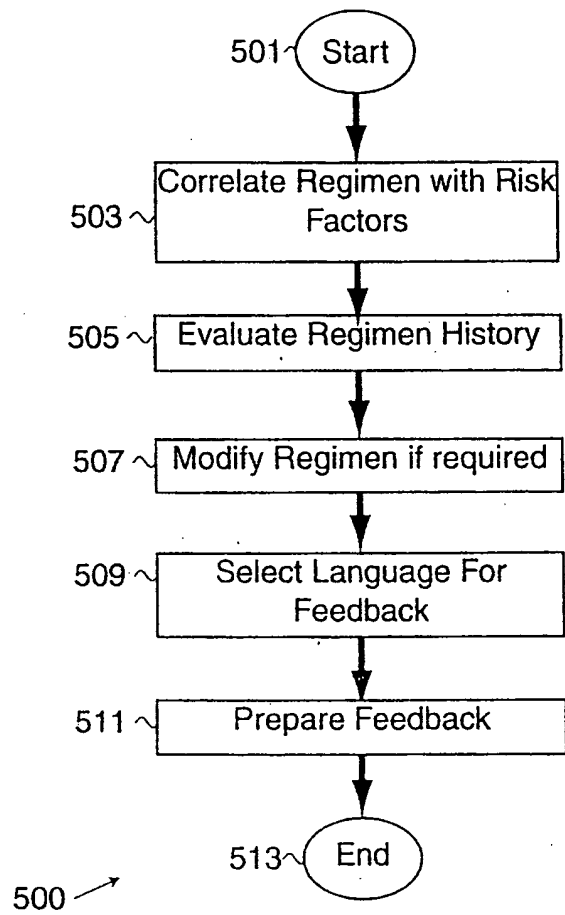 501 Start
503 Correlate Regimen with Risk
Factors
505 Evaluate Regimen History
507 Modify Regimen if required
509 Select Language For
Feedback
511 Prepare Feedback
513 End
500